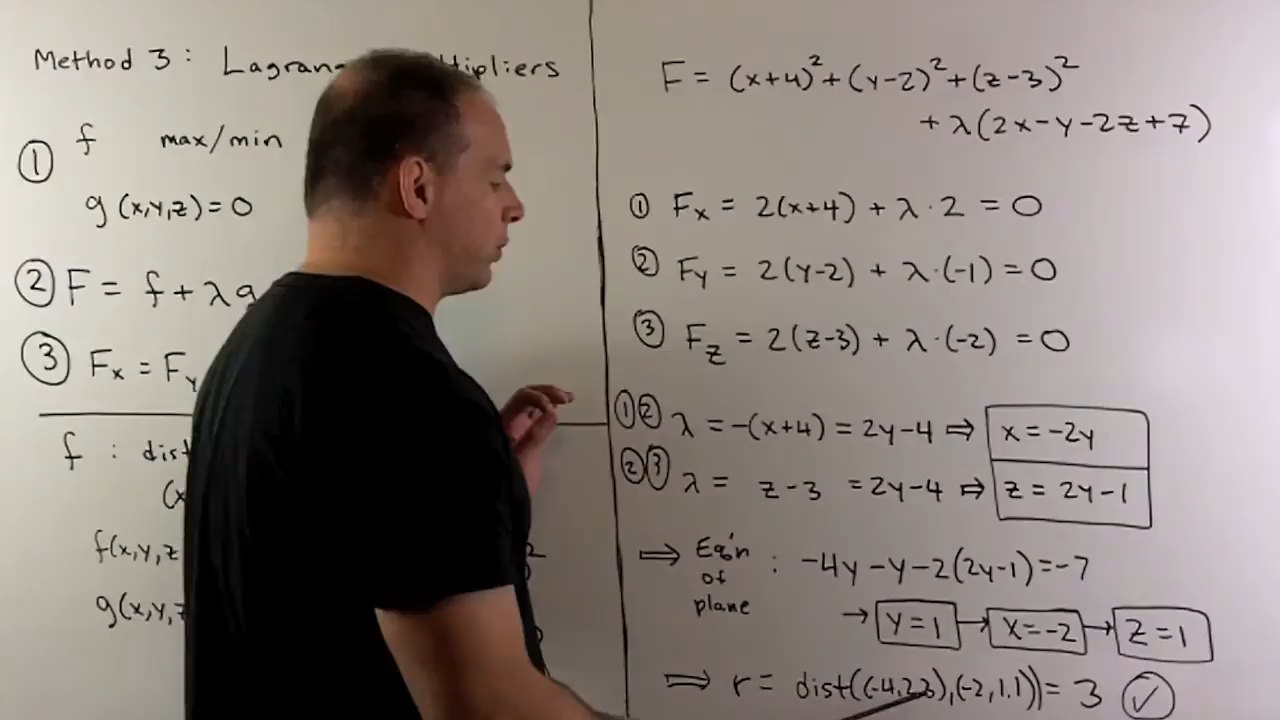 Method 3 :
① f max/min
g (x,y,z) = 0
② F = f + λg
③ Fx = Fy
f :
f(x,y,z
g(x,y,z
F = (x+4)² + (y-2)² + (z-3)²
+ λ(2x-y-2z+7)
① Fx = 2(x+4) + λ·2 = 0
② Fy = 2(y-2) + λ·(-1) = 0
③ Fz = 2(z-3) + λ·(-2) = 0
①② λ = -(x+4) = 2y-4 ⇒ x = -2y
②③ λ = z-3 = 2y-4 ⇒ z = 2y-1
⇒ Eq'n of plane : -4y-y-2(2y-1)=-7
→ y=1 → x=-2 → z=1
⇒ r = dist((-4,2,3),(-2,1,1)) = 3 ✓